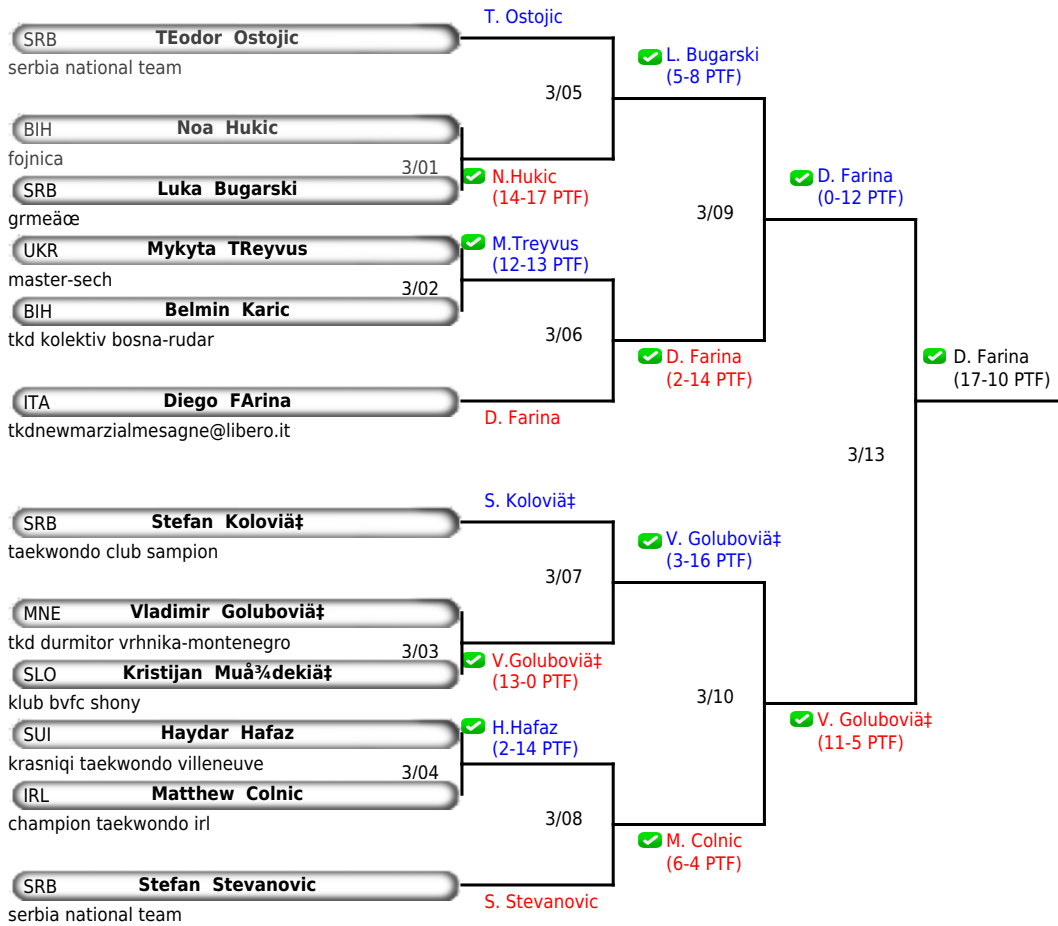 T. Ostojic
SRB TEodor Ostojic
serbia national team
L. Bugarski
(5-8 PTF)
3/05
BIH Noa Hukic
fojnica
3/01
N.Hukic
(14-17 PTF)
SRB Luka Bugarski
grmeäœ
D. Farina
(0-12 PTF)
3/09
UKR Mykyta TReyvus
master-sech
M.Treyvus
(12-13 PTF)
3/02
BIH Belmin Karic
tkd kolektiv bosna-rudar
3/06
D. Farina
(2-14 PTF)
D. Farina
(17-10 PTF)
ITA Diego FArina
tkdnewmarzialmesagne@libero.it
D. Farina
3/13
S. Koloviä‡
SRB Stefan Koloviä‡
taekwondo club sampion
V. Goluboviä‡
(3-16 PTF)
3/07
MNE Vladimir Goluboviä‡
tkd durmitor vrhnika-montenegro
3/03
V.Goluboviä‡
(13-0 PTF)
SLO Kristijan Muå¾dekiä‡
klub bvfc shony
3/10
V. Goluboviä‡
(11-5 PTF)
SUI Haydar Hafaz
krasniqi taekwondo villeneuve
H.Hafaz
(2-14 PTF)
3/04
IRL Matthew Colnic
champion taekwondo irl
3/08
M. Colnic
(6-4 PTF)
SRB Stefan Stevanovic
serbia national team
S. Stevanovic